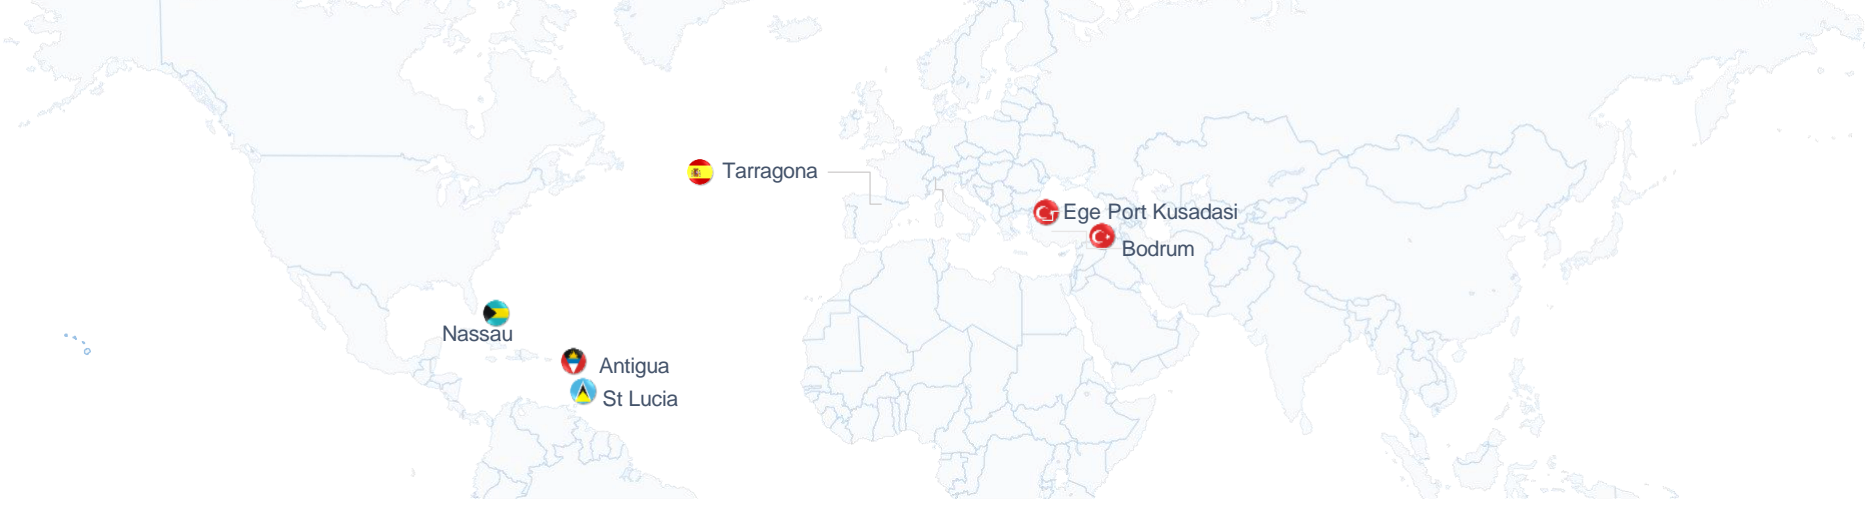 Tarragona
Ege Port Kusadasi
Bodrum
Nassau
Antigua
St Lucia